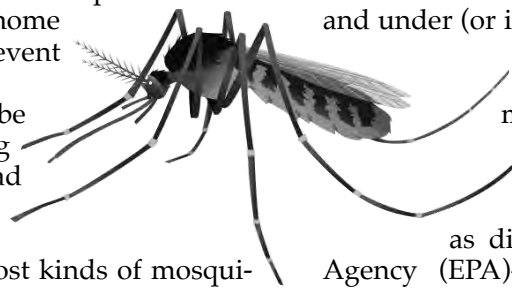 home
event
be
g
nd
ost kinds of mosqui-
and under (or i
n
as di
Agency (EPA)-